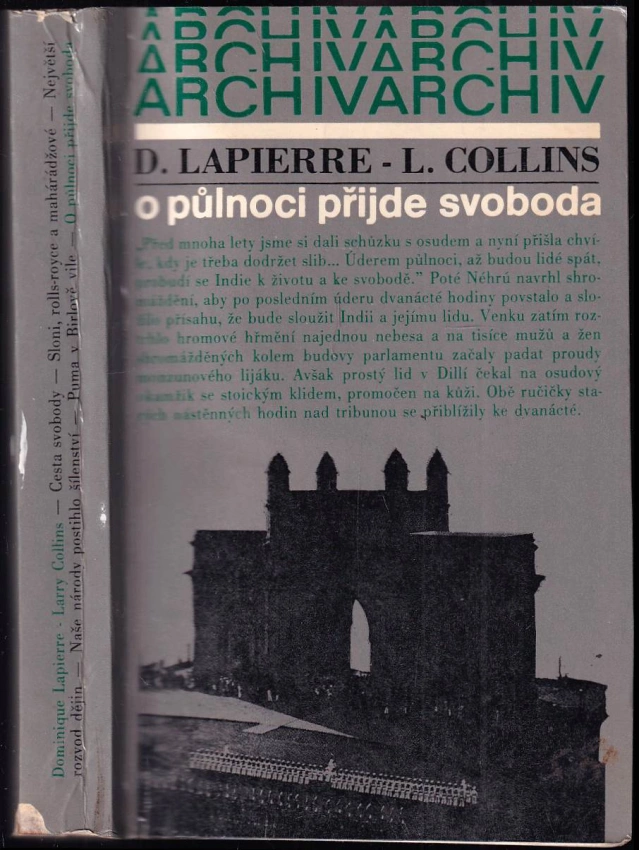 Dominique Lapierre - Larry Collins — Cesta svobody — Sloni, rolls-royce a mahárádžové — Největší
rozvod dějin — Naše národy postihlo šílenství — Puma v Birlově vile — O půlnoci přijde svoboda
ARCHIVARCHIV
ARCHIVARCHIV
ARCHIVARCHIV
ARCHIVARCHIV
D. LAPIERRE - L. COLLINS
o půlnoci přijde svoboda
„Před mnoha lety jsme si dali schůzku s osudem a nyní přišla chví-
le, kdy je třeba dodržet slib... Úderem půlnoci, až budou lidé spát,
probudí se Indie k životu a ke svobodě.” Poté Néhrú navrhl shro-
máždění, aby po posledním úderu dvanácté hodiny povstalo a slo-
žilo přísahu, že bude sloužit Indii a jejímu lidu. Venku zatím roz-
trhlo hromové hřmění najednou nebesa a na tisíce mužů a žen
shromážděných kolem budovy parlamentu začaly padat proudy
monzunového lijáku. Avšak prostý lid v Dillí čekal na osudový
okamžik se stoickým klidem, promočen na kůži. Obě ručičky sta-
rých nástěnných hodin nad tribunou se přiblížily ke dvanácté.